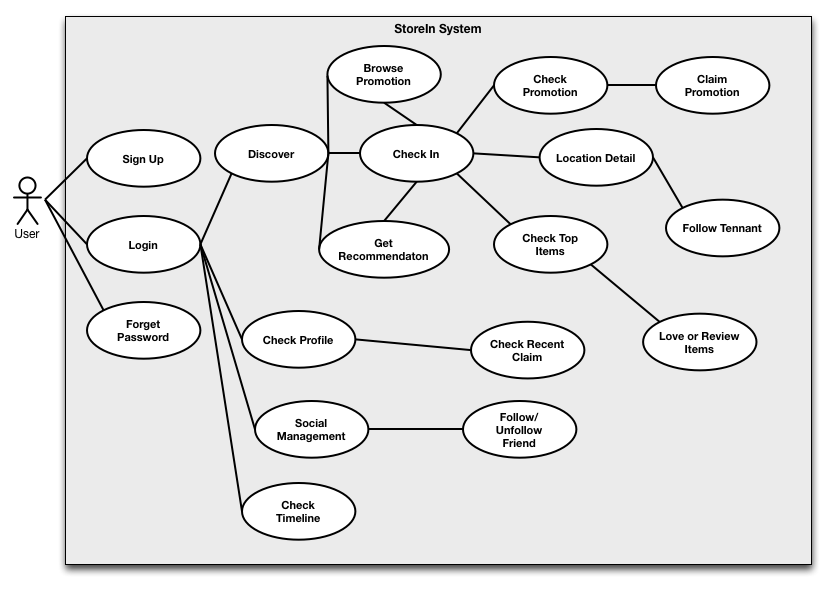 StoreIn System
Browse
Promotion
Check
Promotion
Claim
Promotion
Sign Up
Discover
Check In
Location Detail
User
Login
Get
Recommendaton
Check Top
Items
Follow Tennant
Forget
Password
Check Profile
Check Recent
Claim
Love or Review
Items
Social
Management
Follow/
Unfollow
Friend
Check
Timeline